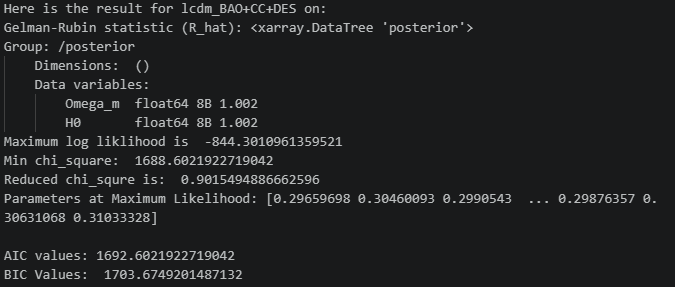 Here is the result for lcdm_BAO+CC+DES on:
Gelman-Rubin statistic (R_hat): <xarray.DataTree 'posterior'>
Group: /posterior
Dimensions:  ()
Data variables:
Omega_m  float64 8B 1.002
H0       float64 8B 1.002
Maximum log liklihood is  -844.3010961359521
Min chi_square:  1688.6021922719042
Reduced chi_squre is:  0.9015494886662596
Parameters at Maximum Likelihood: [0.29659698 0.30460093 0.2990543  ... 0.29876357 0.
30631068 0.31033328]
AIC values: 1692.6021922719042
BIC Values:  1703.6749201487132